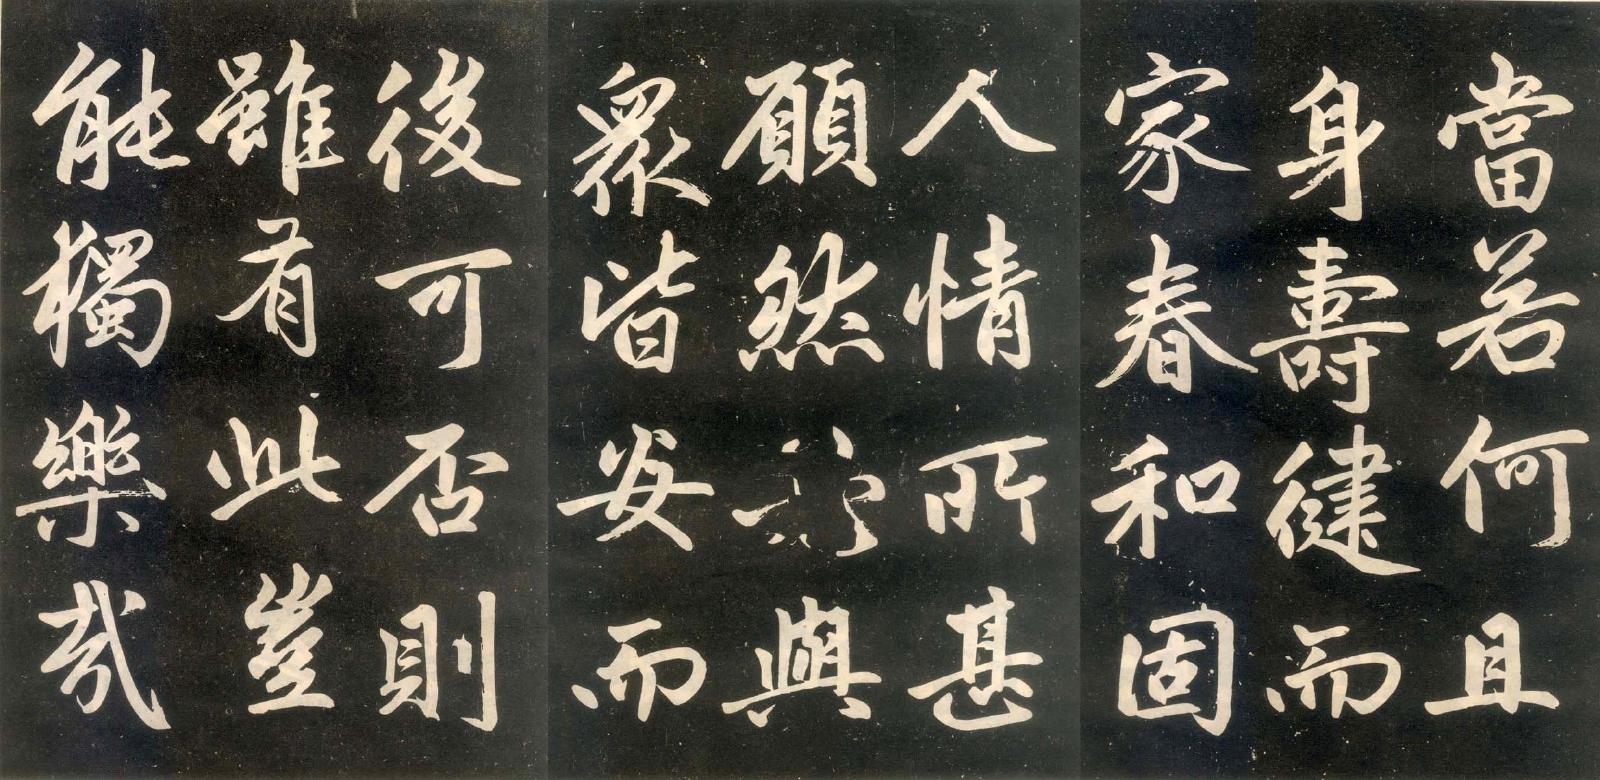 當若何且
身壽健而
家春和固
人情所甚
願然與
衆皆安而
後可否則
雖有此豈
能獨樂哉